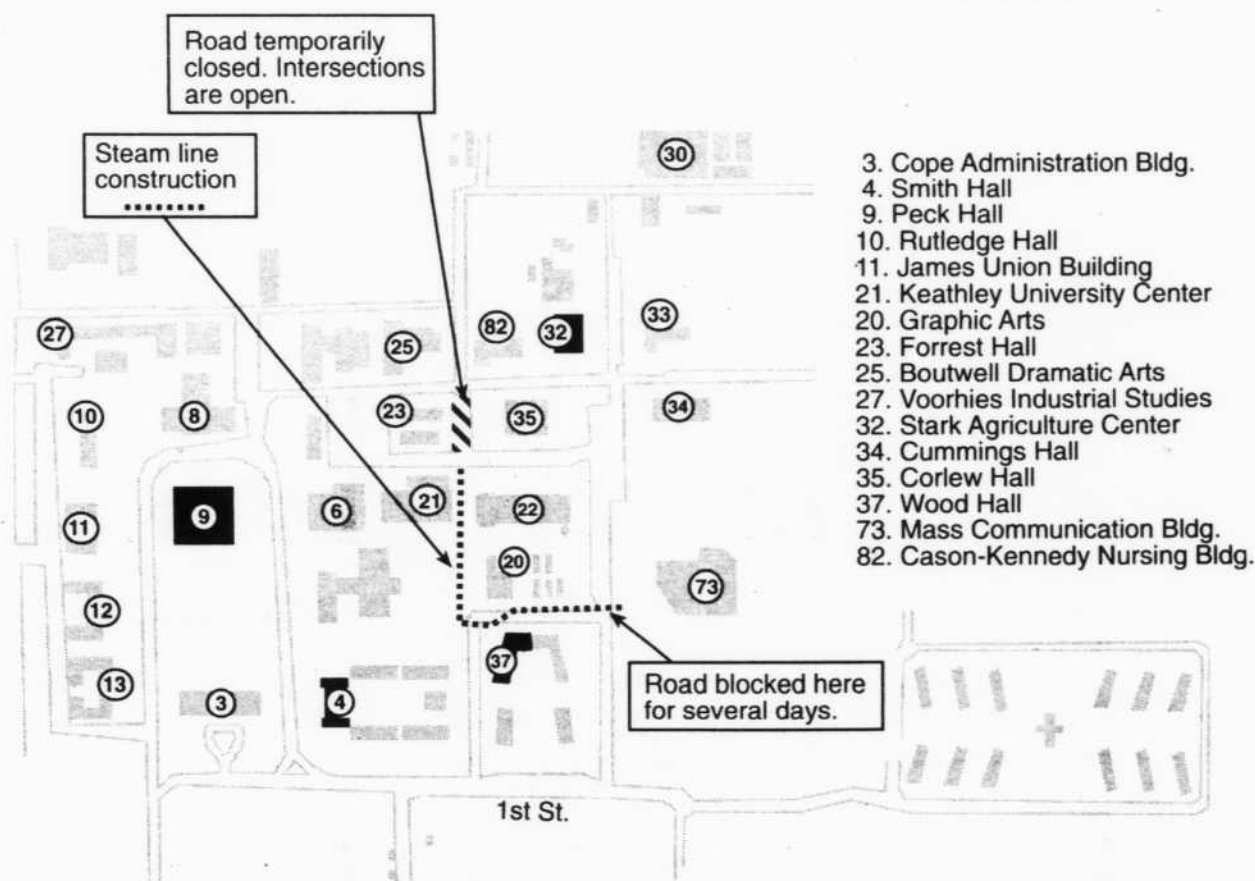 Road temporarily
closed. Intersections
are open.
Steam line
construction
30
3. Cope Administration Bldg.
4. Smith Hall
9. Peck Hall
10. Rutledge Hall
11. James Union Building
21. Keathley University Center
20. Graphic Arts
23. Forrest Hall
25. Boutwell Dramatic Arts
27. Voorhies Industrial Studies
32. Stark Agriculture Center
34. Cummings Hall
35. Corlew Hall
37. Wood Hall
73. Mass Communication Bldg.
82. Cason-Kennedy Nursing Bldg.
27
25
82
32
33
10
8
23
35
34
9
11
6
21
22
20
73
12
13
3
4
37
Road blocked here
for several days.
1st St.